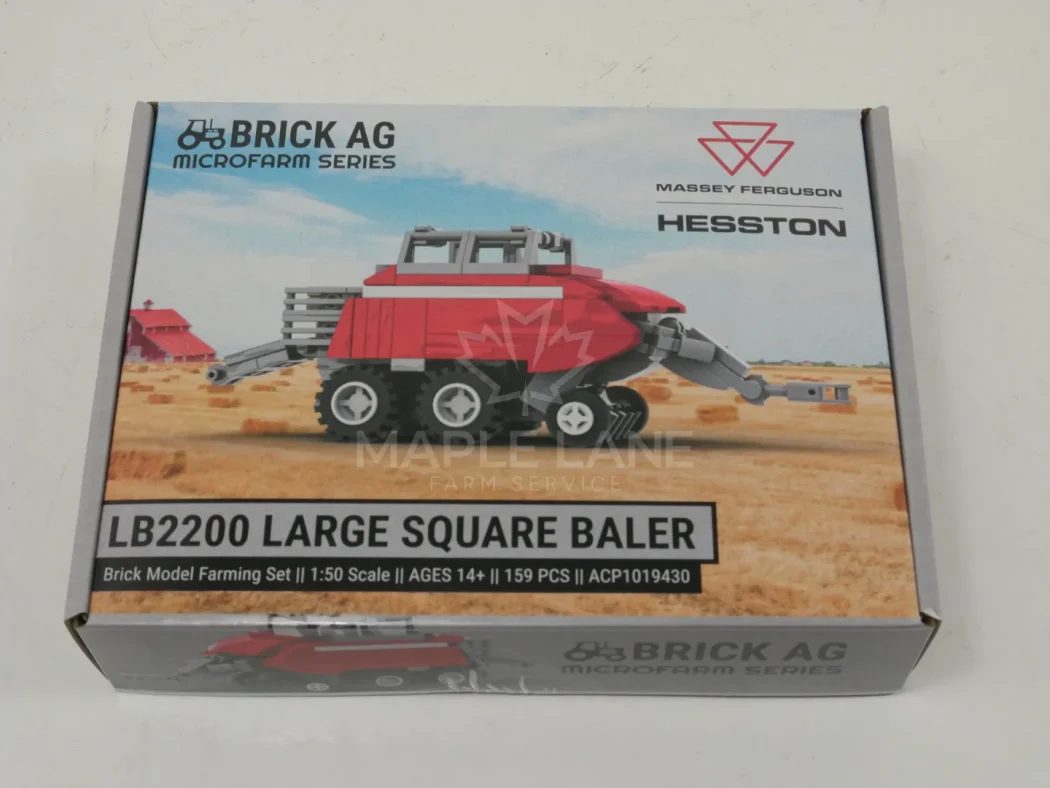 BRICK AG
MICROFARM SERIES
MASSEY FERGUSON
HESSTON
MAPLE LANE
FARM SERVICE
LB2200 LARGE SQUARE BALER
Brick Model Farming Set || 1:50 Scale || AGES 14+ || 159 PCS || ACP1019430
BRICK AG
MICROFARM SERIES